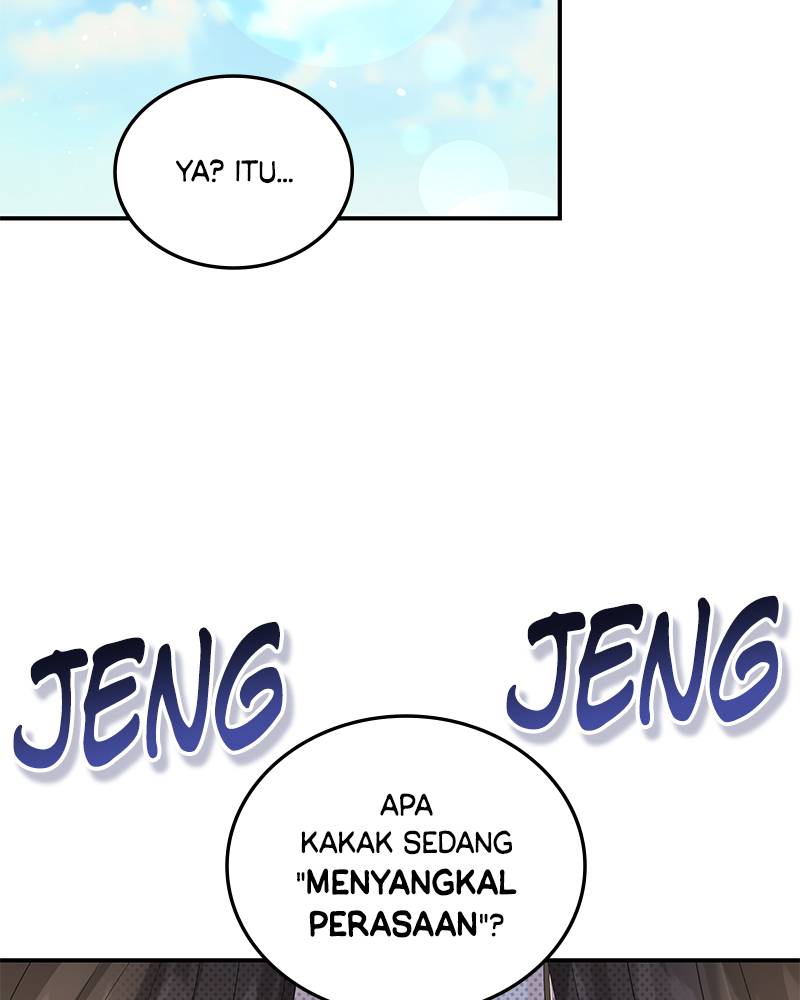 YA? ITU...
JENG
JENG
APA
KAKAK SEDANG
"MENYANGKAL
PERASAAN"?